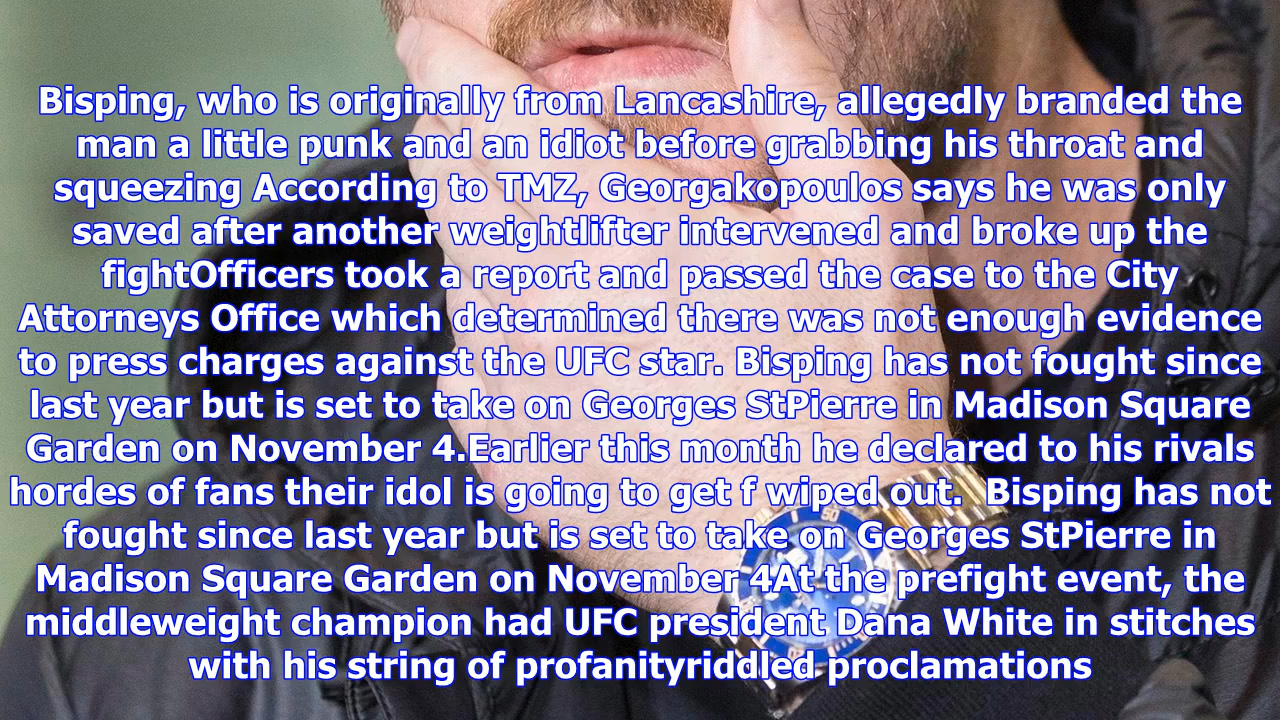 Bisping, who is originally from Lancashire, allegedly branded the
man a little punk and an idiot before grabbing his throat and
squeezing According to TMZ, Georgakopoulos says he was only
saved after another weightlifter intervened and broke up the
fightOfficers took a report and passed the case to the City
Attorneys Office which determined there was not enough evidence
to press charges against the UFC star. Bisping has not fought since
last year but is set to take on Georges StPierre in Madison Square
Garden on November 4.Earlier this month he declared to his rivals
hordes of fans their idol is going to get f wiped out.  Bisping has not
fought since last year but is set to take on Georges StPierre in
Madison Square Garden on November 4At the prefight event, the
middleweight champion had UFC president Dana White in stitches
with his string of profanityriddled proclamations